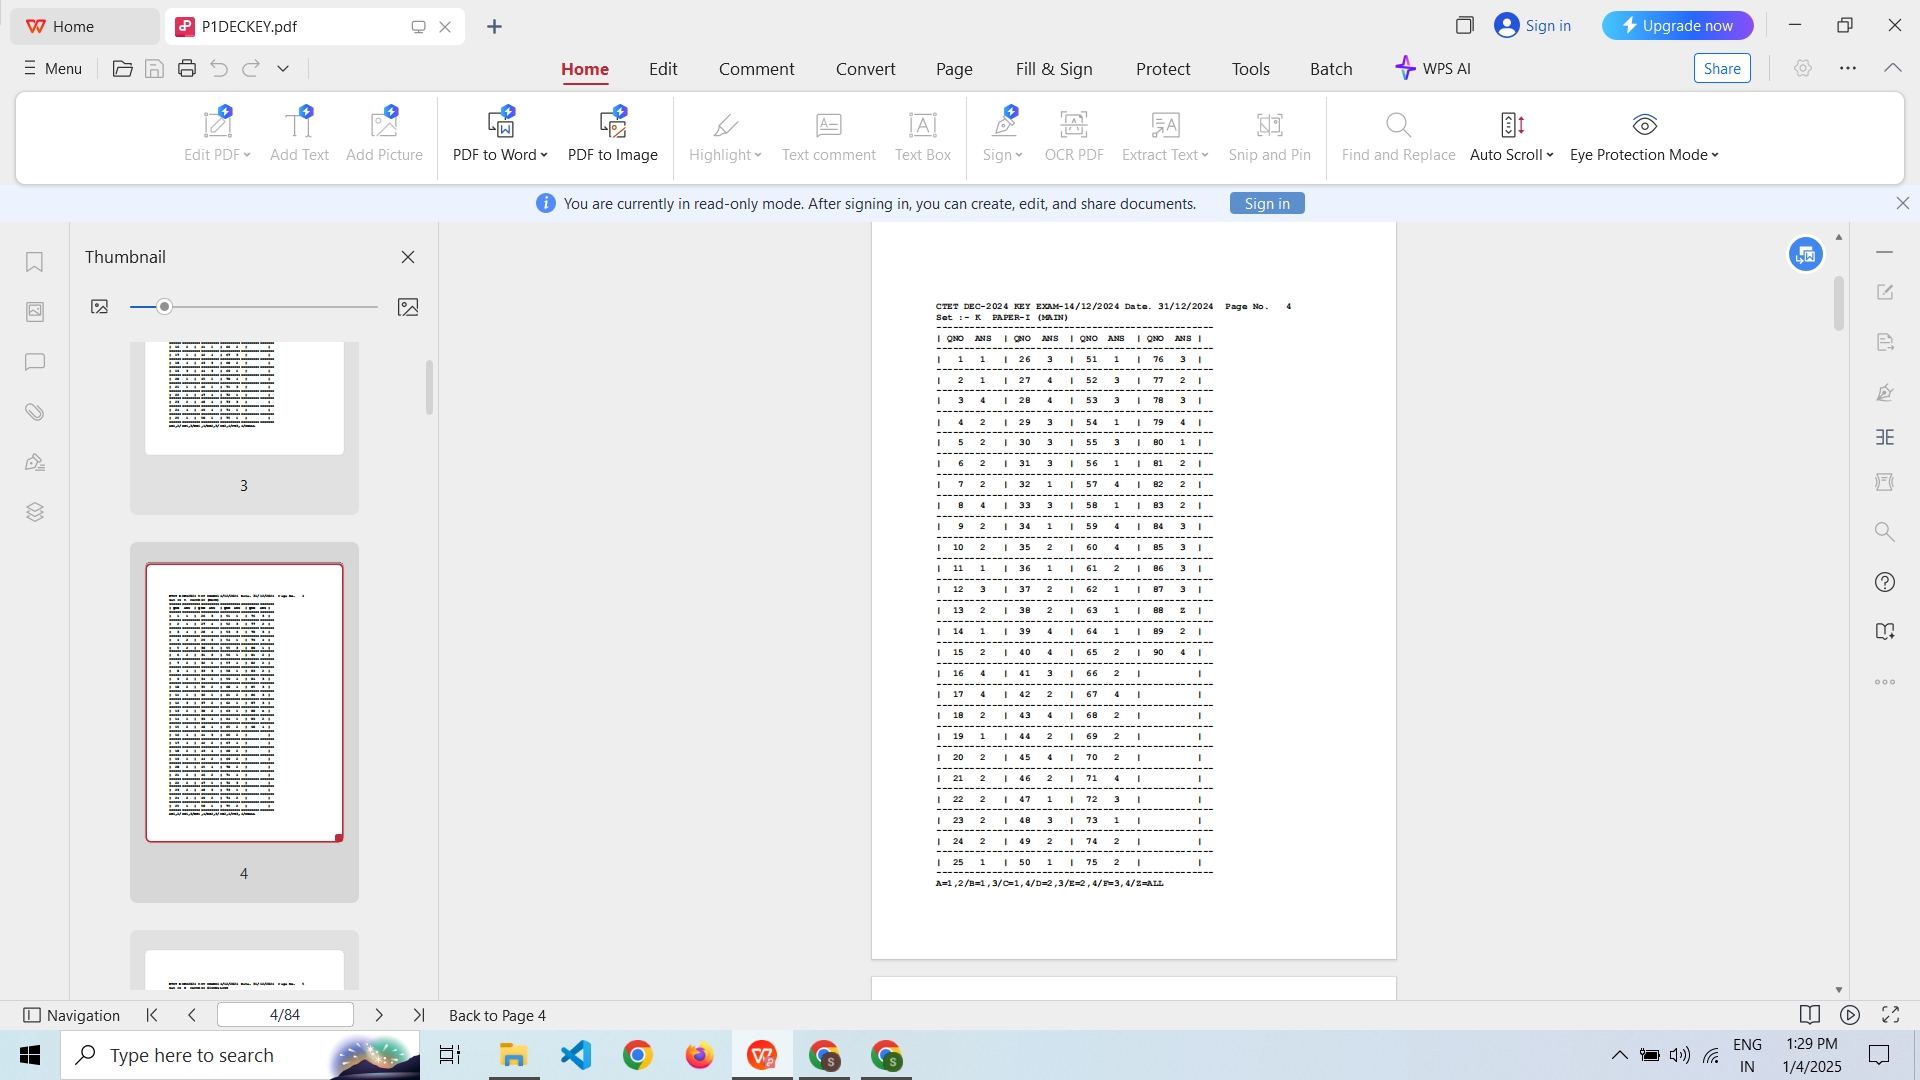 Home
P1DECKEY.pdf
Sign in
Upgrade now
Menu
Home Edit Comment Convert Page Fill & Sign Protect Tools Batch WPS AI
Share
Edit PDF Add Text Add Picture PDF to Word PDF to Image Highlight Text comment Text Box Sign OCR PDF Extract Text Snip and Pin Find and Replace Auto Scroll Eye Protection Mode
You are currently in read-only mode. After signing in, you can create, edit, and share documents. Sign in
Thumbnail
3
4
CTET DEC-2024 KEY EXAM-14/12/2024 Date. 31/12/2024 Page No. 4
Set :- K PAPER-I (MAIN)
| QNO ANS | QNO ANS | QNO ANS | QNO ANS |
| 1 1 | 26 3 | 51 1 | 76 3 |
| 2 1 | 27 4 | 52 3 | 77 2 |
| 3 4 | 28 4 | 53 3 | 78 3 |
| 4 2 | 29 3 | 54 1 | 79 4 |
| 5 2 | 30 3 | 55 3 | 80 1 |
| 6 2 | 31 3 | 56 1 | 81 2 |
| 7 2 | 32 1 | 57 4 | 82 2 |
| 8 4 | 33 3 | 58 1 | 83 2 |
| 9 2 | 34 1 | 59 4 | 84 3 |
| 10 2 | 35 2 | 60 4 | 85 3 |
| 11 1 | 36 1 | 61 2 | 86 3 |
| 12 3 | 37 2 | 62 1 | 87 3 |
| 13 2 | 38 2 | 63 1 | 88 Z |
| 14 1 | 39 4 | 64 1 | 89 2 |
| 15 2 | 40 4 | 65 2 | 90 4 |
| 16 4 | 41 3 | 66 2 | |
| 17 4 | 42 2 | 67 4 | |
| 18 2 | 43 4 | 68 2 | |
| 19 1 | 44 2 | 69 2 | |
| 20 2 | 45 4 | 70 2 | |
| 21 2 | 46 2 | 71 4 | |
| 22 2 | 47 1 | 72 3 | |
| 23 2 | 48 3 | 73 1 | |
| 24 2 | 49 2 | 74 2 | |
| 25 1 | 50 1 | 75 2 | |
A=1,2/B=1,3/C=1,4/D=2,3/E=2,4/F=3,4/Z=ALL
Navigation 4/84 Back to Page 4
Type here to search
ENG
IN
1:29 PM
1/4/2025